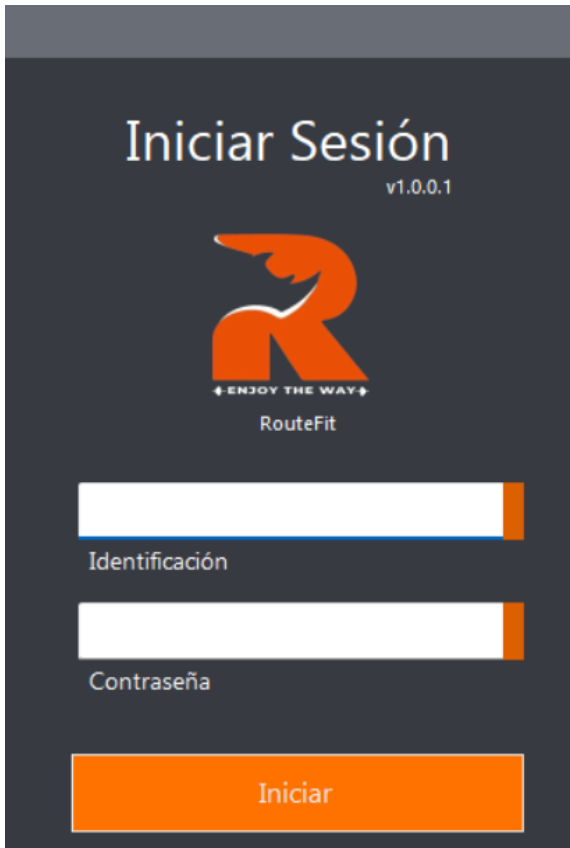 Iniciar Sesión
v1.0.0.1
ENJOY THE WAY
RouteFit
Identificación
Contraseña
Iniciar